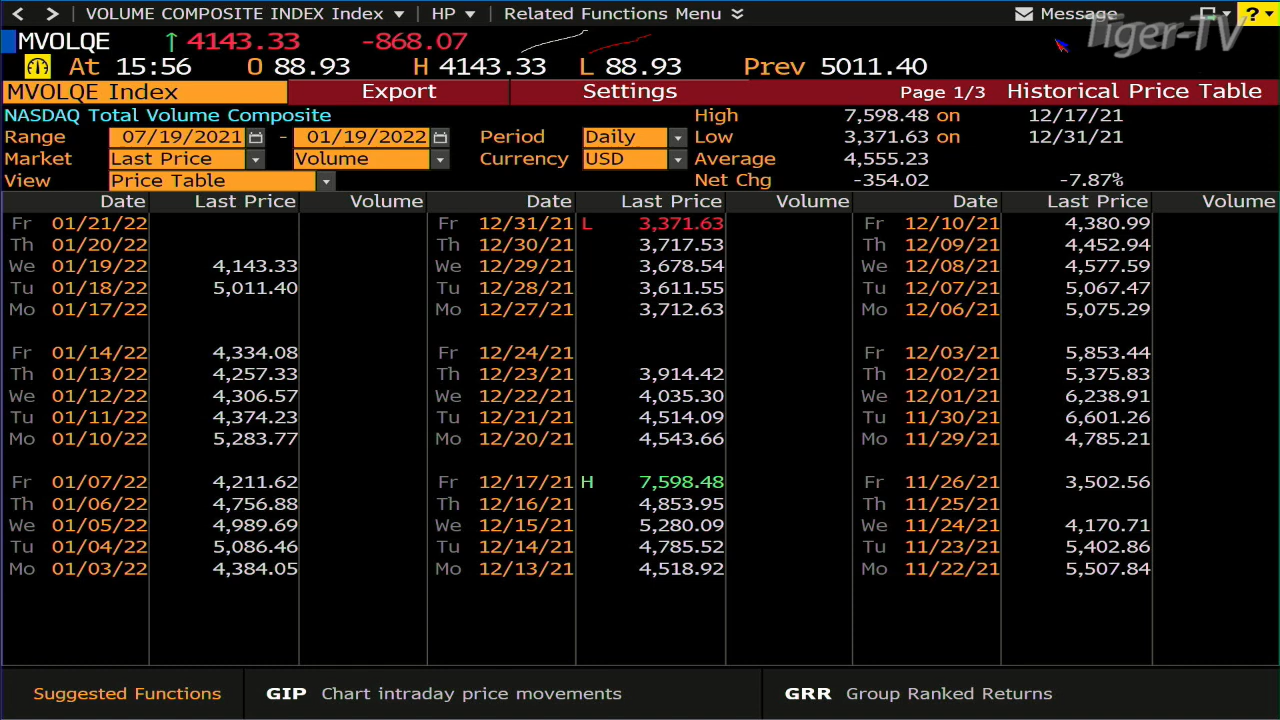 VOLUME COMPOSITE INDEX Index HP Related Functions Menu Message ?
Tiger-TV
MVOLQE ↑ 4143.33 -868.07
At 15:56 O 88.93 H 4143.33 L 88.93 Prev 5011.40
MVOLQE Index Export Settings Page 1/3 Historical Price Table
NASDAQ Total Volume Composite High 7,598.48 on 12/17/21
Range 07/19/2021 - 01/19/2022 Period Daily Low 3,371.63 on 12/31/21
Market Last Price Volume Currency USD Average 4,555.23
View Price Table Net Chg -354.02 -7.87%
Date Last Price Volume Date Last Price Volume Date Last Price Volume
Fr 01/21/22 Fr 12/31/21 L 3,371.63 Fr 12/10/21 4,380.99
Th 01/20/22 Th 12/30/21 3,717.53 Th 12/09/21 4,452.94
We 01/19/22 4,143.33 We 12/29/21 3,678.54 We 12/08/21 4,577.59
Tu 01/18/22 5,011.40 Tu 12/28/21 3,611.55 Tu 12/07/21 5,067.47
Mo 01/17/22 Mo 12/27/21 3,712.63 Mo 12/06/21 5,075.29
Fr 01/14/22 4,334.08 Fr 12/24/21 Fr 12/03/21 5,853.44
Th 01/13/22 4,257.33 Th 12/23/21 3,914.42 Th 12/02/21 5,375.83
We 01/12/22 4,306.57 We 12/22/21 4,035.30 We 12/01/21 6,238.91
Tu 01/11/22 4,374.23 Tu 12/21/21 4,514.09 Tu 11/30/21 6,601.26
Mo 01/10/22 5,283.77 Mo 12/20/21 4,543.66 Mo 11/29/21 4,785.21
Fr 01/07/22 4,211.62 Fr 12/17/21 H 7,598.48 Fr 11/26/21 3,502.56
Th 01/06/22 4,756.88 Th 12/16/21 4,853.95 Th 11/25/21
We 01/05/22 4,989.69 We 12/15/21 5,280.09 We 11/24/21 4,170.71
Tu 01/04/22 5,086.46 Tu 12/14/21 4,785.52 Tu 11/23/21 5,402.86
Mo 01/03/22 4,384.05 Mo 12/13/21 4,518.92 Mo 11/22/21 5,507.84
Suggested Functions GIP Chart intraday price movements GRR Group Ranked Returns